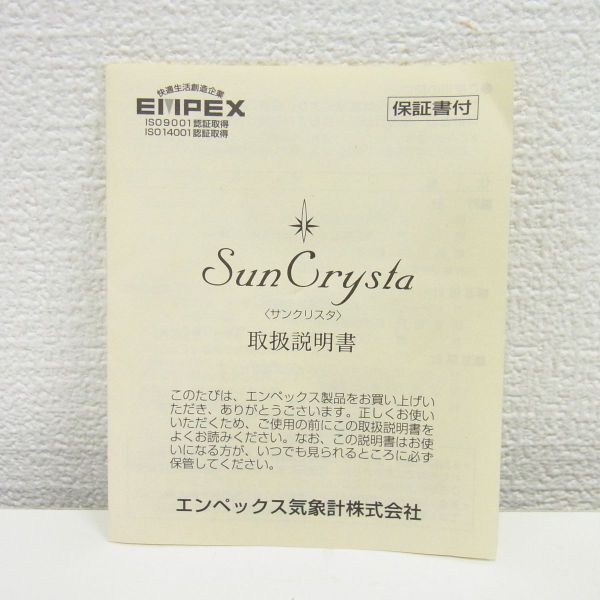 快適生活創造企業
EMPEX
ISO9001認証取得
ISO14001認証取得
保証書付
SunCrysta
〈サンクリスタ〉
取扱説明書
このたびは、エンペックス製品をお買い上げい
ただき、ありがとうございます。正しくお使い
いただくため、ご使用の前にこの取扱説明書を
よくお読みください。なお、この説明書はお使
いになる方が、いつでも見られるところに必ず
保管してください。
エンペックス気象計株式会社